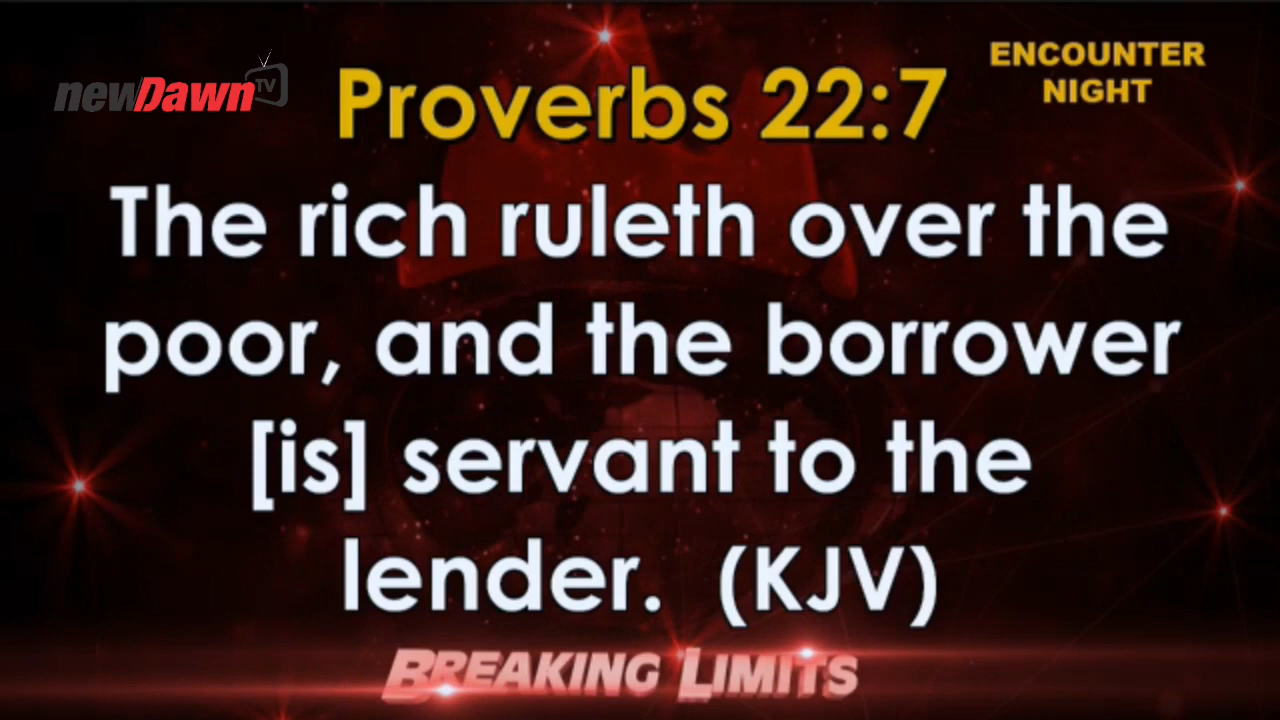 newDawn TV
ENCOUNTER
NIGHT
Proverbs 22:7
The rich ruleth over the
poor, and the borrower
[is] servant to the
lender. (KJV)
BREAKING LIMITS